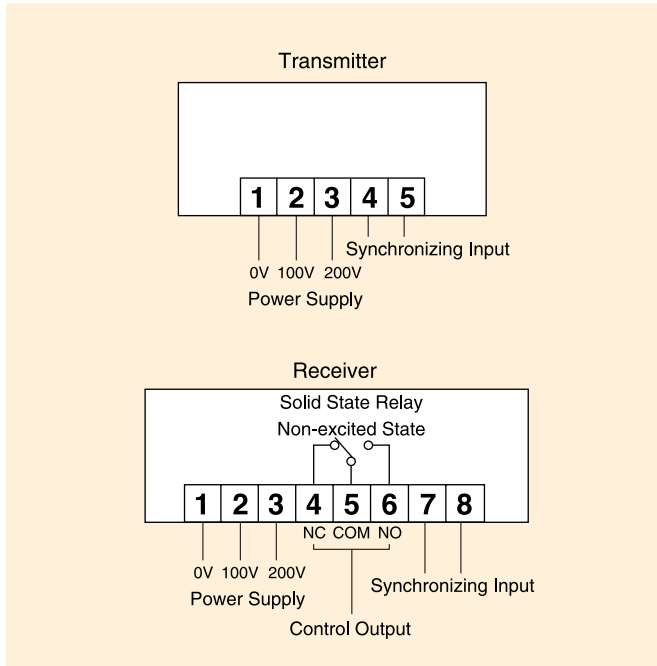 Transmitter
1 2 3 4 5
Synchronizing Input
0V 100V 200V
Power Supply
Receiver
Solid State Relay
Non-excited State
1 2 3 4 5 6 7 8
NC COM NO
0V 100V 200V
Synchronizing Input
Power Supply
Control Output